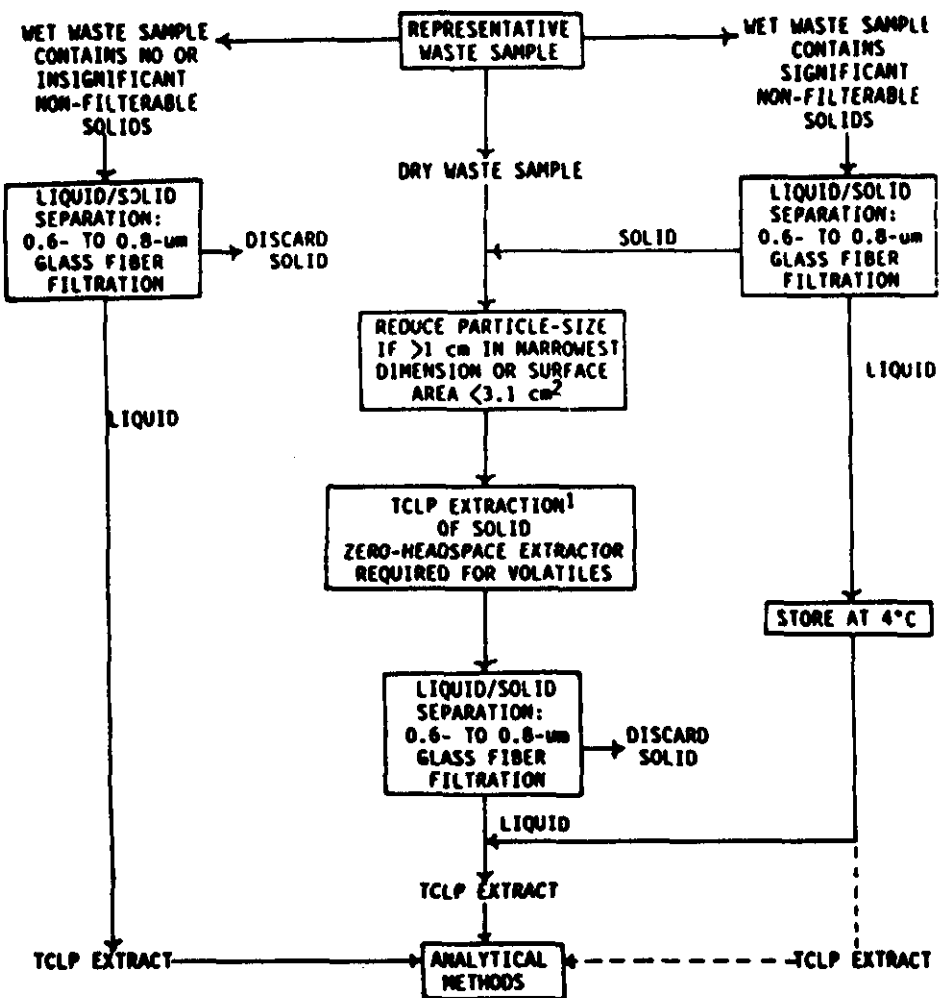 REPRESENTATIVE
WASTE SAMPLE
WET WASTE SAMPLE
CONTAINS NO OR
INSIGNIFICANT
NON-FILTERABLE
SOLIDS
WET WASTE SAMPLE
CONTAINS
SIGNIFICANT
NON-FILTERABLE
SOLIDS
DRY WASTE SAMPLE
LIQUID/SOLID
SEPARATION:
0.6- TO 0.8-um
GLASS FIBER
FILTRATION
DISCARD
SOLID
SOLID
LIQUID/SOLID
SEPARATION:
0.6- TO 0.8-um
GLASS FIBER
FILTRATION
REDUCE PARTICLE-SIZE
IF >1 cm IN NARROWEST
DIMENSION OR SURFACE
AREA <3.1 cm²
LIQUID
LIQUID
TCLP EXTRACTION¹
OF SOLID
ZERO-HEADSPACE EXTRACTOR
REQUIRED FOR VOLATILES
STORE AT 4°C
LIQUID/SOLID
SEPARATION:
0.6- TO 0.8-um
GLASS FIBER
FILTRATION
DISCARD
SOLID
LIQUID
TCLP EXTRACT
TCLP EXTRACT
ANALYTICAL
METHODS
TCLP EXTRACT